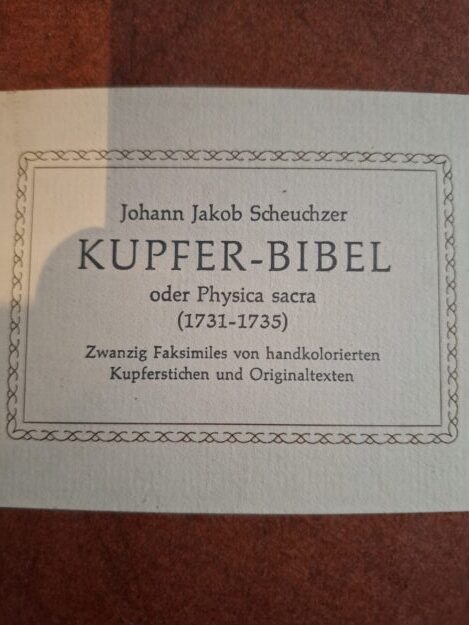 Johann Jakob Scheuchzer
KUPFER-BIBEL
oder Physica sacra
(1731-1735)
Zwanzig Faksimiles von handkolorierten
Kupferstichen und Originaltexten